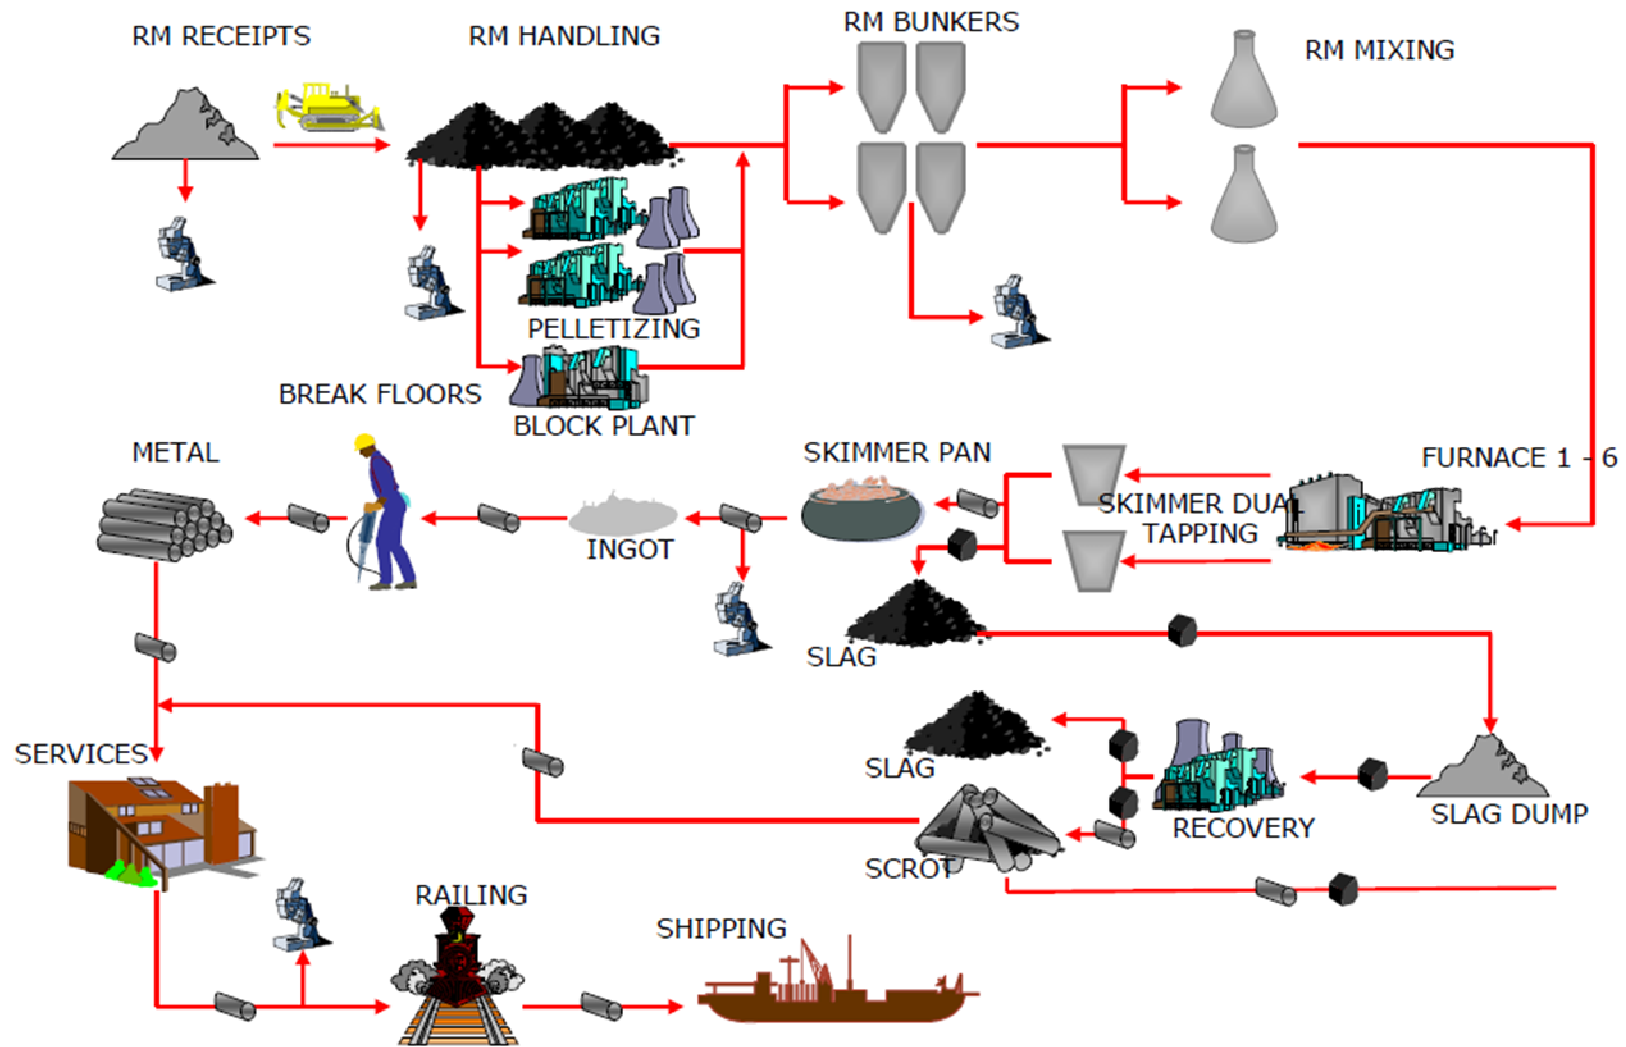 RM RECEIPTS
RM HANDLING
RM BUNKERS
RM MIXING
PELLETIZING
BREAK FLOORS
BLOCK PLANT
METAL
SKIMMER PAN
FURNACE 1 - 6
SKIMMER DUAL
TAPPING
INGOT
SLAG
SERVICES
SLAG
SLAG DUMP
RECOVERY
SCROT
RAILING
SHIPPING